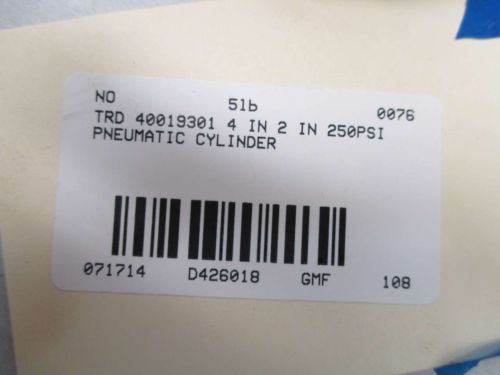 NO 5lb 0076
TRD 40019301 4 IN 2 IN 250PSI
PNEUMATIC CYLINDER
071714 D426018 GMF 108